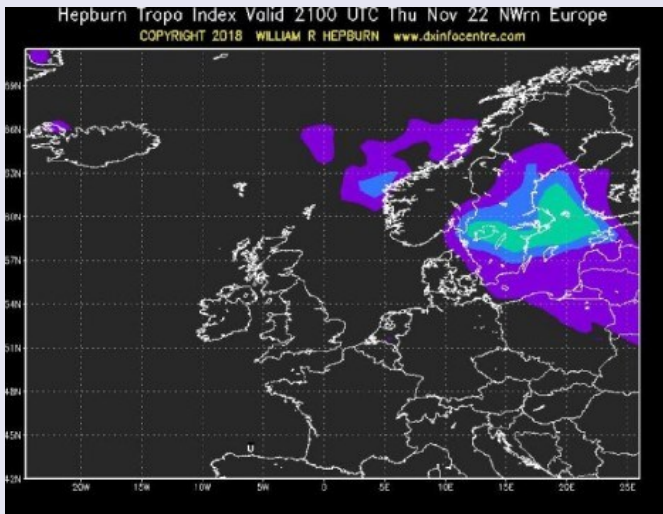 Hepburn Tropo Index Valid 2100 UTC Thu Nov 22 NWrn Europe
COPYRIGHT 2018 WILLIAM R HEPBURN www.dxinfocentre.com
69N
66N
63N
60N
57N
54N
51N
48N
45N
U
42N
20W 15W 10W 5W 0 5E 10E 15E 20E 25E